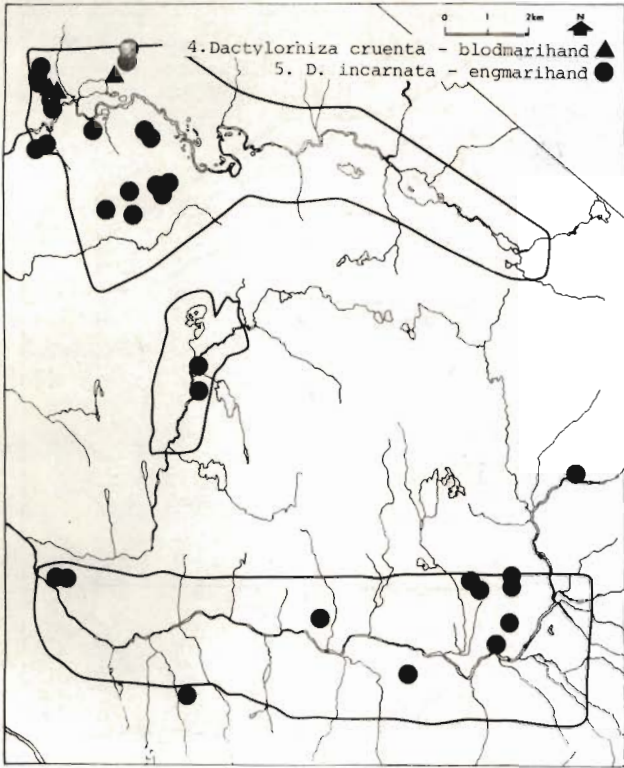 0 1 2km N
4.Dactylorhiza cruenta - blodmarihand
5. D. incarnata - engmarihand